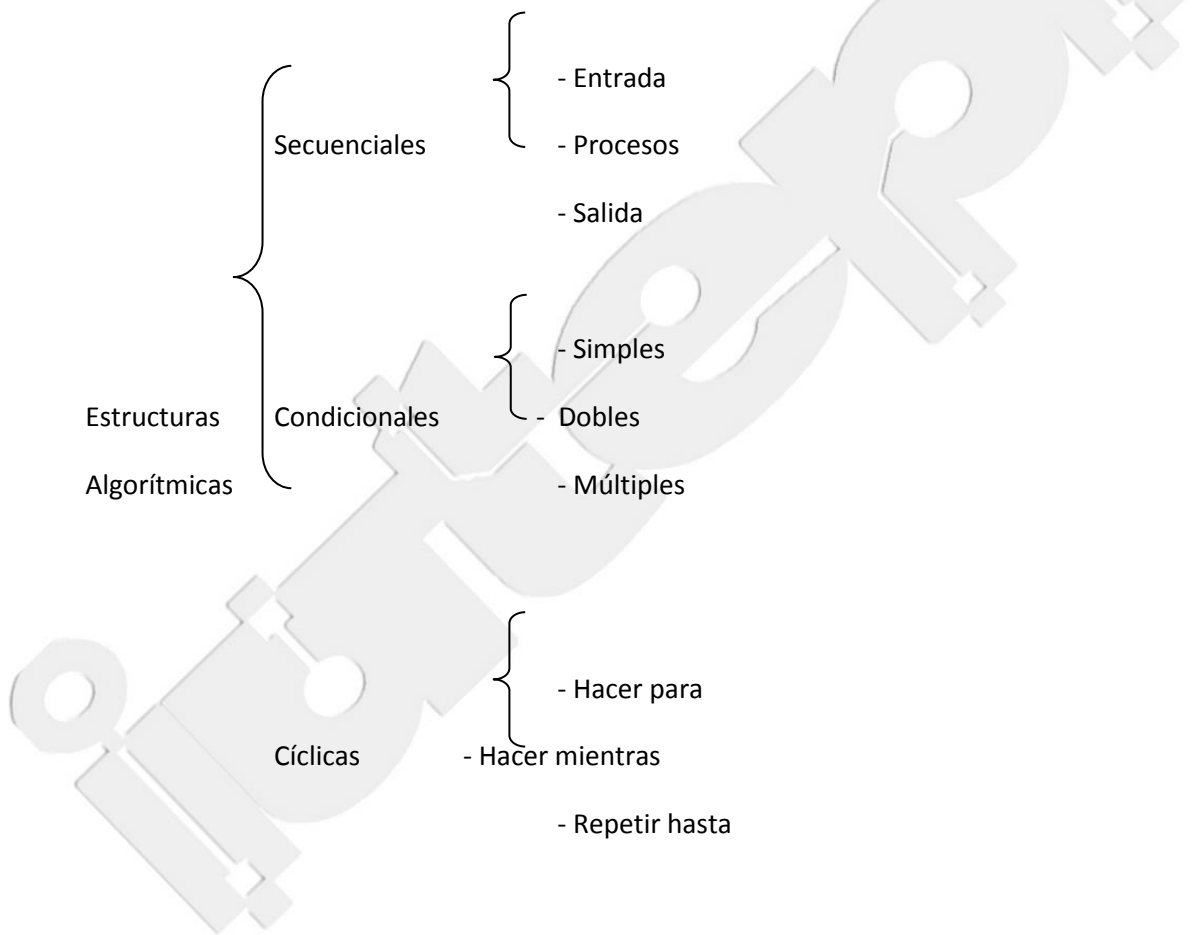 - Entrada
Secuenciales - Procesos
- Salida
- Simples
Estructuras Condicionales - Dobles
Algorítmicas - Múltiples
- Hacer para
Cíclicas - Hacer mientras
- Repetir hasta